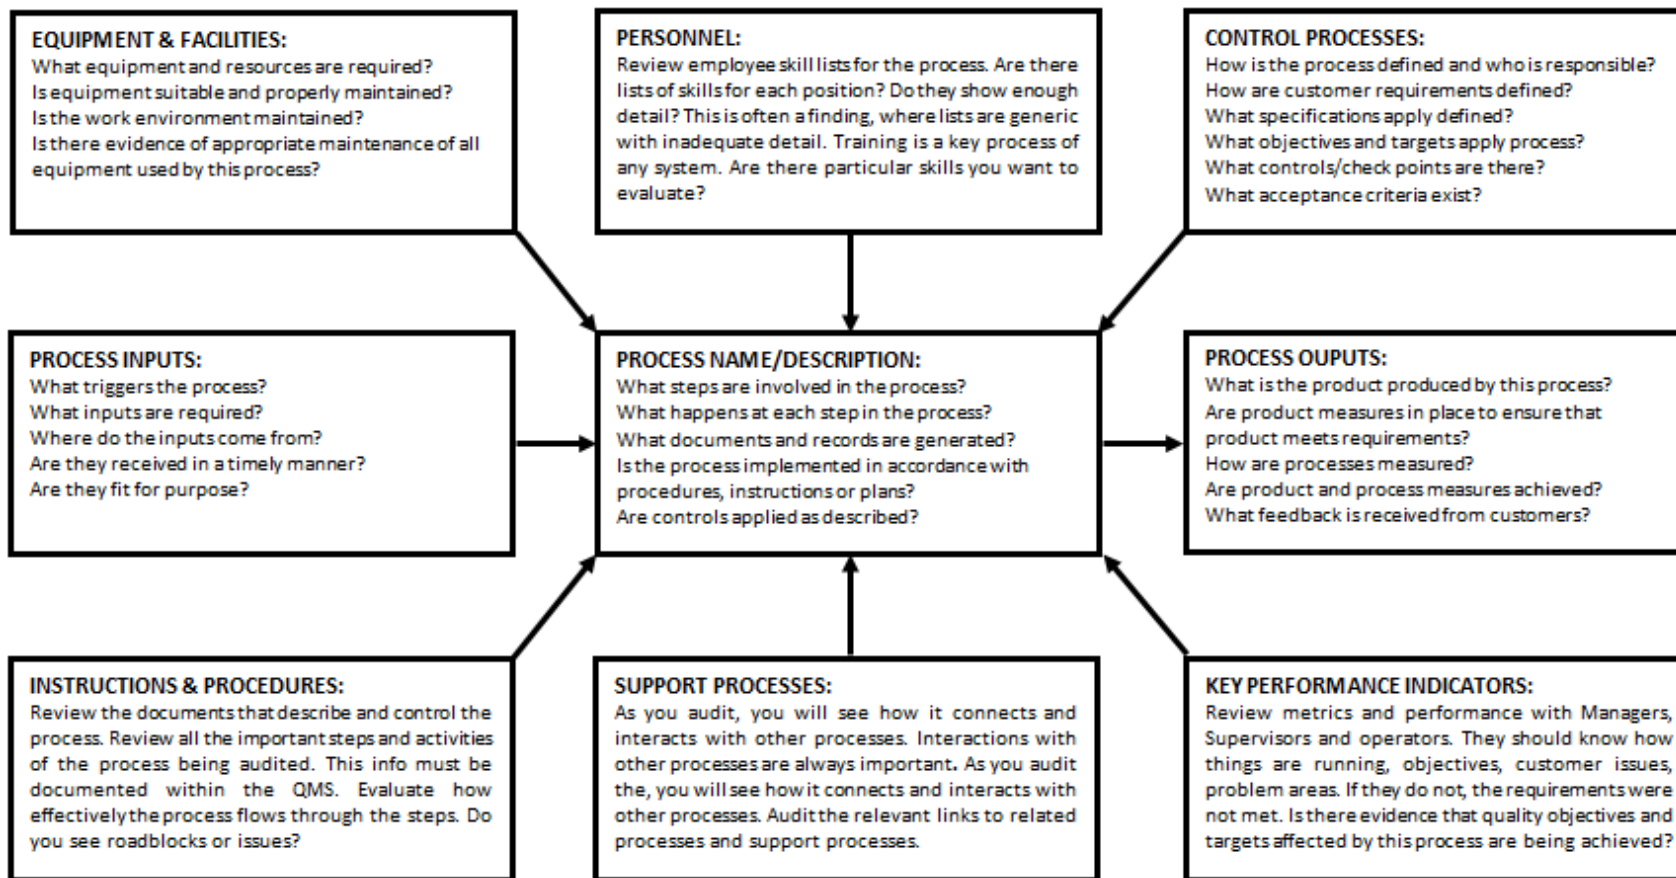 EQUIPMENT & FACILITIES:
What equipment and resources are required?
Is equipment suitable and properly maintained?
Is the work environment maintained?
Is there evidence of appropriate maintenance of all
equipment used by this process?
PERSONNEL:
Review employee skill lists for the process. Are there
lists of skills for each position? Do they show enough
detail? This is often a finding, where lists are generic
with inadequate detail. Training is a key process of
any system. Are there particular skills you want to
evaluate?
CONTROL PROCESSES:
How is the process defined and who is responsible?
How are customer requirements defined?
What specifications apply defined?
What objectives and targets apply process?
What controls/check points are there?
What acceptance criteria exist?
PROCESS INPUTS:
What triggers the process?
What inputs are required?
Where do the inputs come from?
Are they received in a timely manner?
Are they fit for purpose?
PROCESS NAME/DESCRIPTION:
What steps are involved in the process?
What happens at each step in the process?
What documents and records are generated?
Is the process implemented in accordance with
procedures, instructions or plans?
Are controls applied as described?
PROCESS OUPUTS:
What is the product produced by this process?
Are product measures in place to ensure that
product meets requirements?
How are processes measured?
Are product and process measures achieved?
What feedback is received from customers?
INSTRUCTIONS & PROCEDURES:
Review the documents that describe and control the
process. Review all the important steps and activities
of the process being audited. This info must be
documented within the QMS. Evaluate how
effectively the process flows through the steps. Do
you see roadblocks or issues?
SUPPORT PROCESSES:
As you audit, you will see how it connects and
interacts with other processes. Interactions with
other processes are always important. As you audit
the, you will see how it connects and interacts with
other processes. Audit the relevant links to related
processes and support processes.
KEY PERFORMANCE INDICATORS:
Review metrics and performance with Managers,
Supervisors and operators. They should know how
things are running, objectives, customer issues,
problem areas. If they do not, the requirements were
not met. Is there evidence that quality objectives and
targets affected by this process are being achieved?